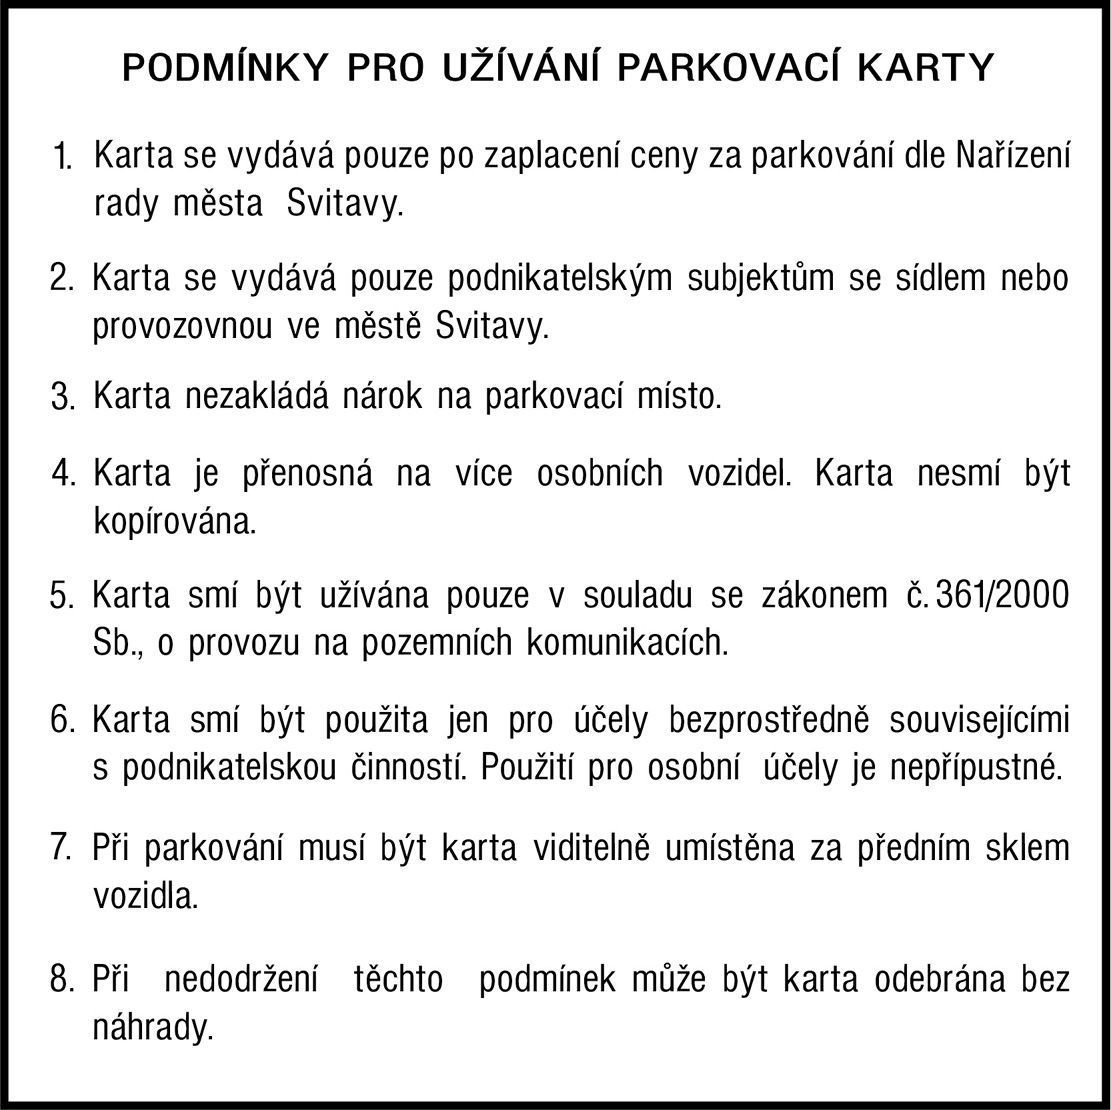 PODMÍNKY PRO UŽÍVÁNÍ PARKOVACÍ KARTY
1. Karta se vydává pouze po zaplacení ceny za parkování dle Nařízení
rady města Svitavy.
2. Karta se vydává pouze podnikatelským subjektům se sídlem nebo
provozovnou ve městě Svitavy.
3. Karta nezakládá nárok na parkovací místo.
4. Karta je přenosná na více osobních vozidel. Karta nesmí být
kopírována.
5. Karta smí být užívána pouze v souladu se zákonem č. 361/2000
Sb., o provozu na pozemních komunikacích.
6. Karta smí být použita jen pro účely bezprostředně souvisejícími
s podnikatelskou činností. Použití pro osobní účely je nepřípustné.
7. Při parkování musí být karta viditelně umístěna za předním sklem
vozidla.
8. Při nedodržení těchto podmínek může být karta odebrána bez
náhrady.